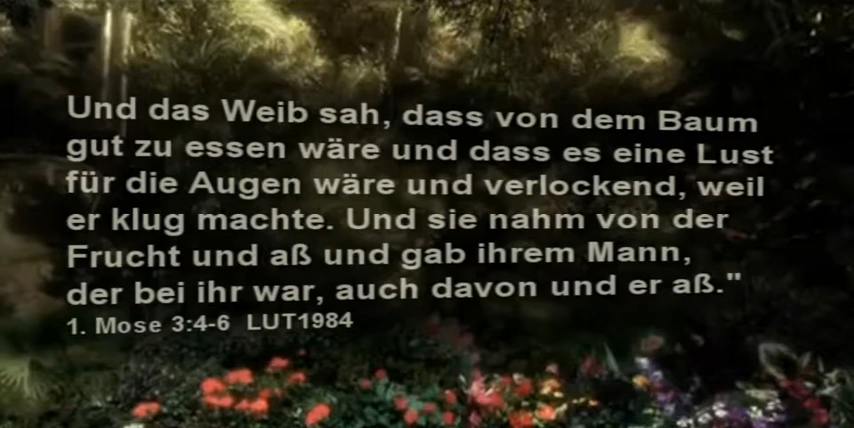 Und das Weib sah, dass von dem Baum
gut zu essen wäre und dass es eine Lust
für die Augen wäre und verlockend, weil
er klug machte. Und sie nahm von der
Frucht und aß und gab ihrem Mann,
der bei ihr war, auch davon und er aß."
1. Mose 3:4-6  LUT1984